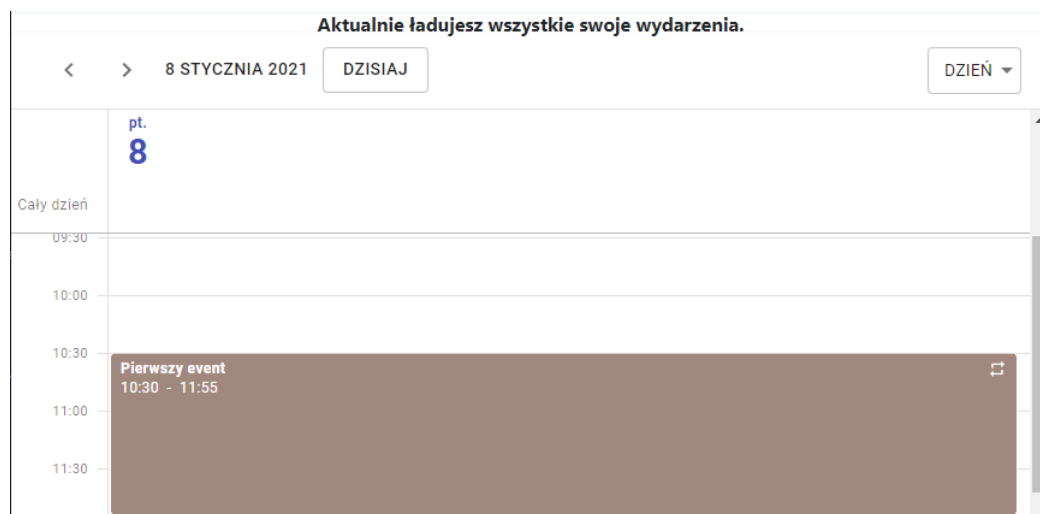 Aktualnie ładujesz wszystkie swoje wydarzenia.
8 STYCZNIA 2021 DZISIAJ DZIEŃ
pt.
8
Cały dzień
09:30
10:00
10:30
Pierwszy event
10:30 - 11:55
11:00
11:30